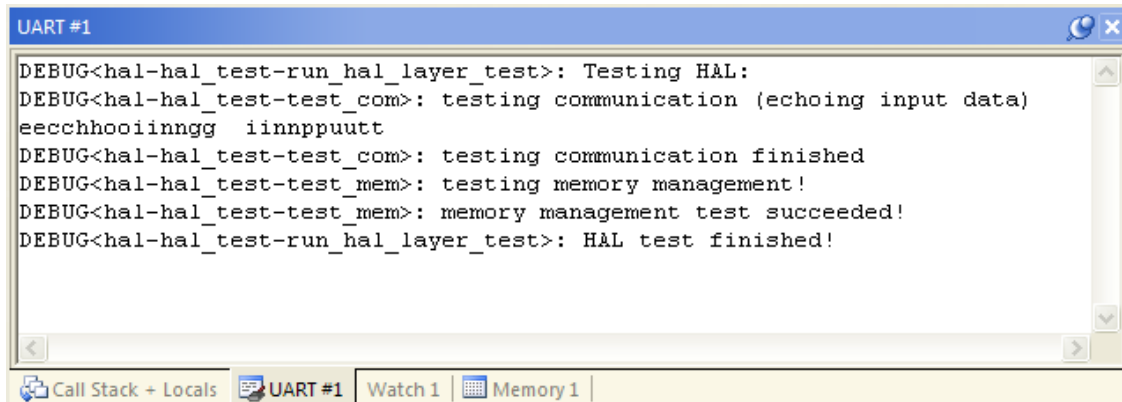 UART #1
DEBUG<hal-hal_test-run_hal_layer_test>: Testing HAL:
DEBUG<hal-hal_test-test_com>: testing communication (echoing input data)
eecchhooiinngg  iinnppuutt
DEBUG<hal-hal_test-test_com>: testing communication finished
DEBUG<hal-hal_test-test_mem>: testing memory management!
DEBUG<hal-hal_test-test_mem>: memory management test succeeded!
DEBUG<hal-hal_test-run_hal_layer_test>: HAL test finished!
Call Stack + Locals UART #1 Watch 1 Memory 1